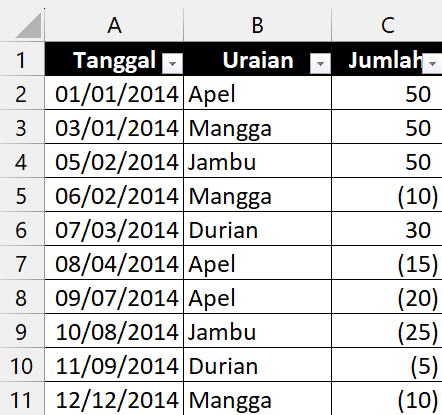 A B C
1 Tanggal Uraian Jumlah
2 01/01/2014 Apel 50
3 03/01/2014 Mangga 50
4 05/02/2014 Jambu 50
5 06/02/2014 Mangga (10)
6 07/03/2014 Durian 30
7 08/04/2014 Apel (15)
8 09/07/2014 Apel (20)
9 10/08/2014 Jambu (25)
10 11/09/2014 Durian (5)
11 12/12/2014 Mangga (10)